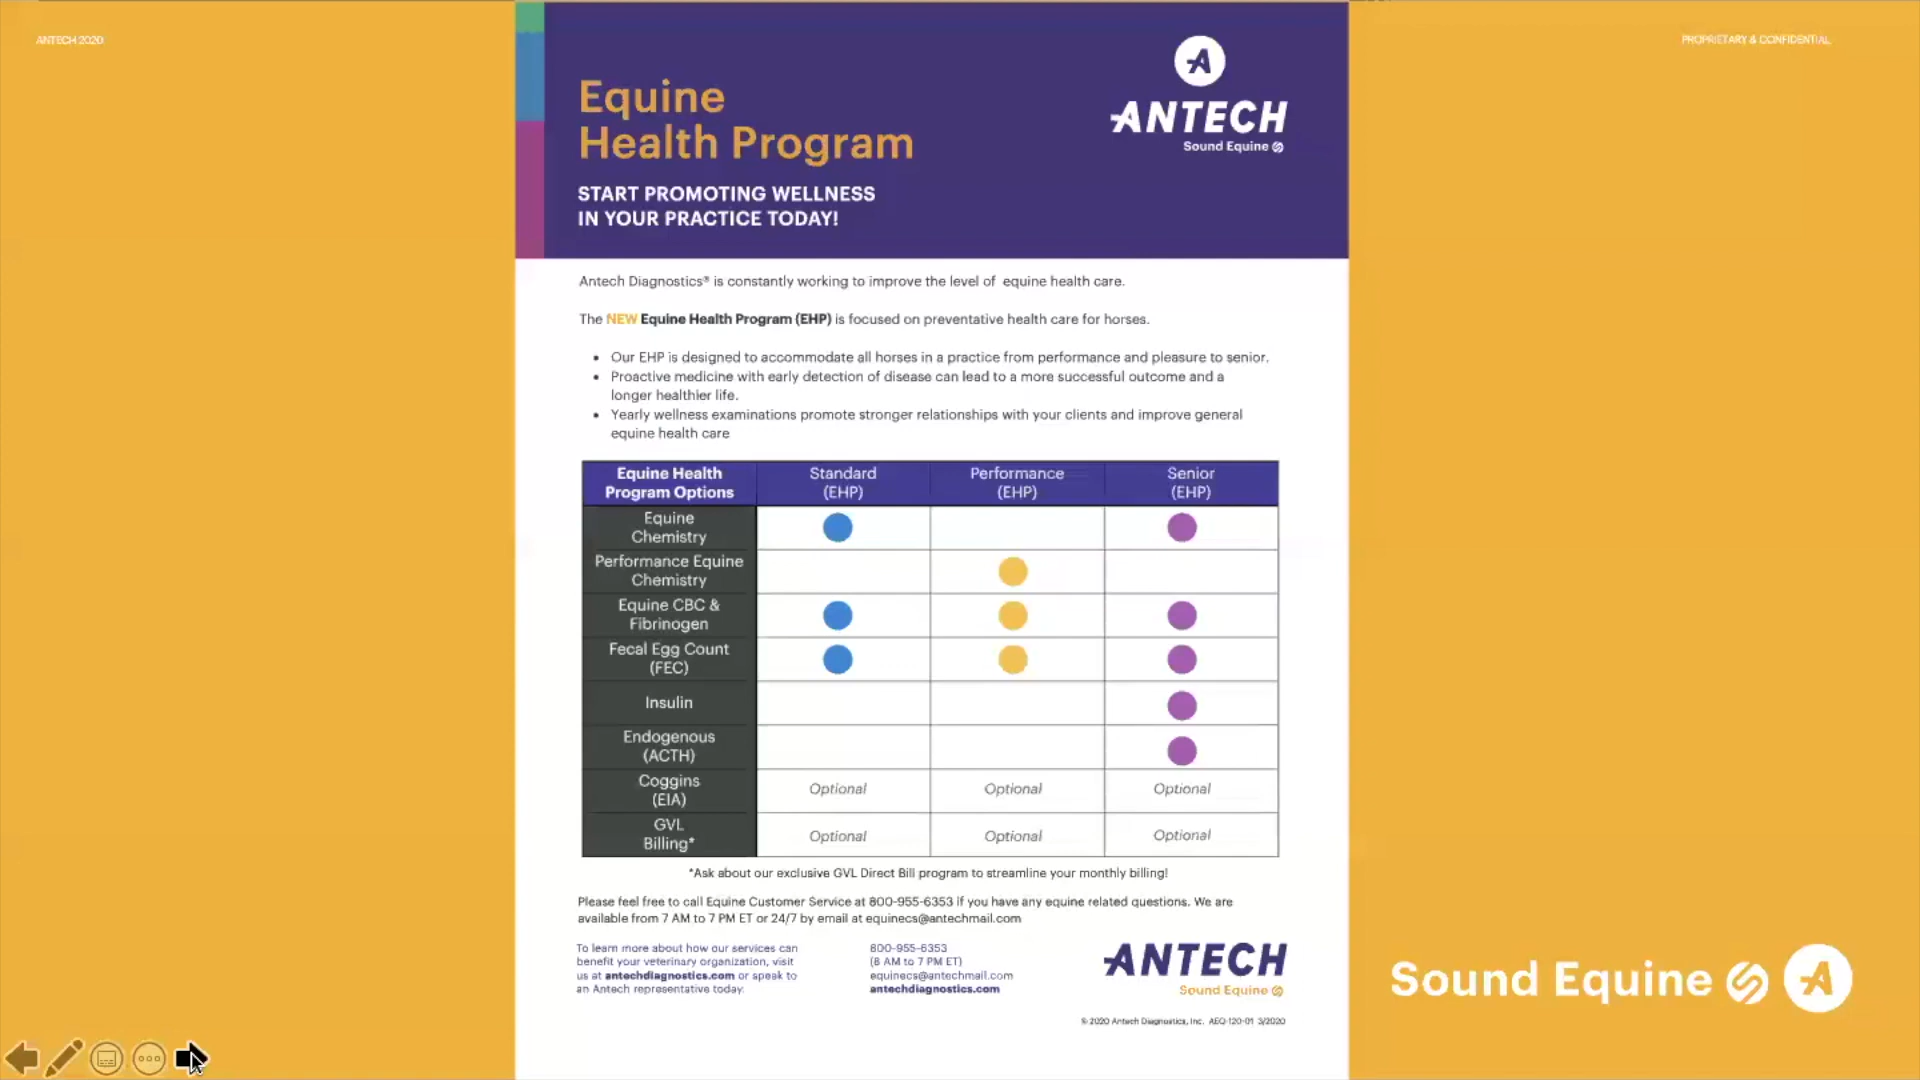 ANTECH 2020
PROPRIETARY & CONFIDENTIAL
Equine
Health Program
START PROMOTING WELLNESS
IN YOUR PRACTICE TODAY!
ANTECH
Sound Equine
Antech Diagnostics® is constantly working to improve the level of equine health care.
The NEW Equine Health Program (EHP) is focused on preventative health care for horses.
• Our EHP is designed to accommodate all horses in a practice from performance and pleasure to senior.
• Proactive medicine with early detection of disease can lead to a more successful outcome and a
longer healthier life.
• Yearly wellness examinations promote stronger relationships with your clients and improve general
equine health care
Equine Health
Program Options
Standard
(EHP)
Performance
(EHP)
Senior
(EHP)
Equine
Chemistry
Performance Equine
Chemistry
Equine CBC &
Fibrinogen
Fecal Egg Count
(FEC)
Insulin
Endogenous
(ACTH)
Coggins
(EIA)
Optional Optional Optional
GVL
Billing*
Optional Optional Optional
*Ask about our exclusive GVL Direct Bill program to streamline your monthly billing!
Please feel free to call Equine Customer Service at 800-955-6353 if you have any equine related questions. We are
available from 7 AM to 7 PM ET or 24/7 by email at equinecs@antechmail.com
To learn more about how our services can
benefit your veterinary organization, visit
us at antechdiagnostics.com or speak to
an Antech representative today.
800-955-6353
(8 AM to 7 PM ET)
equinecs@antechmail.com
antechdiagnostics.com
ANTECH
Sound Equine
© 2020 Antech Diagnostics, Inc. AEQ-120-01 3/2020
Sound Equine